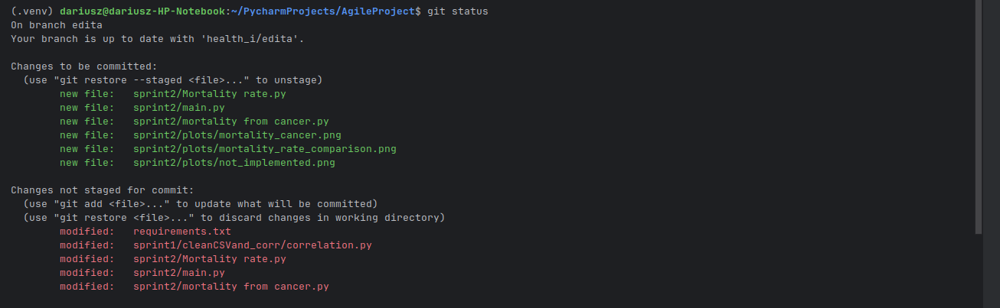 (.venv) dariusz@dariusz-HP-Notebook:~/PycharmProjects/AgileProject$ git status
On branch edita
Your branch is up to date with 'health_i/edita'.
Changes to be committed:
(use "git restore --staged <file>..." to unstage)
new file: sprint2/Mortality rate.py
new file: sprint2/main.py
new file: sprint2/mortality from cancer.py
new file: sprint2/plots/mortality_cancer.png
new file: sprint2/plots/mortality_rate_comparison.png
new file: sprint2/plots/not_implemented.png
Changes not staged for commit:
(use "git add <file>..." to update what will be committed)
(use "git restore <file>..." to discard changes in working directory)
modified: requirements.txt
modified: sprint1/cleanCSVand_corr/correlation.py
modified: sprint2/Mortality rate.py
modified: sprint2/main.py
modified: sprint2/mortality from cancer.py